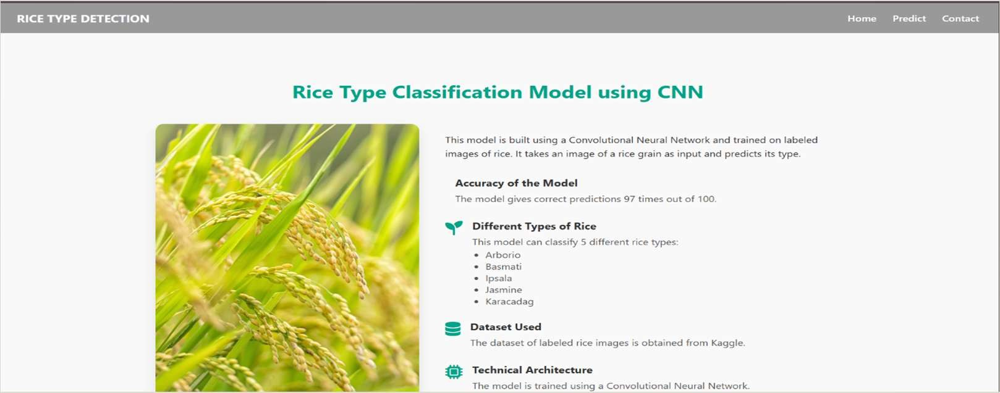 RICE TYPE DETECTION
Home Predict Contact
Rice Type Classification Model using CNN
This model is built using a Convolutional Neural Network and trained on labeled
images of rice. It takes an image of a rice grain as input and predicts its type.
Accuracy of the Model
The model gives correct predictions 97 times out of 100.
Different Types of Rice
This model can classify 5 different rice types:
• Arborio
• Basmati
• Ipsala
• Jasmine
• Karacadag
Dataset Used
The dataset of labeled rice images is obtained from Kaggle.
Technical Architecture
The model is trained using a Convolutional Neural Network.